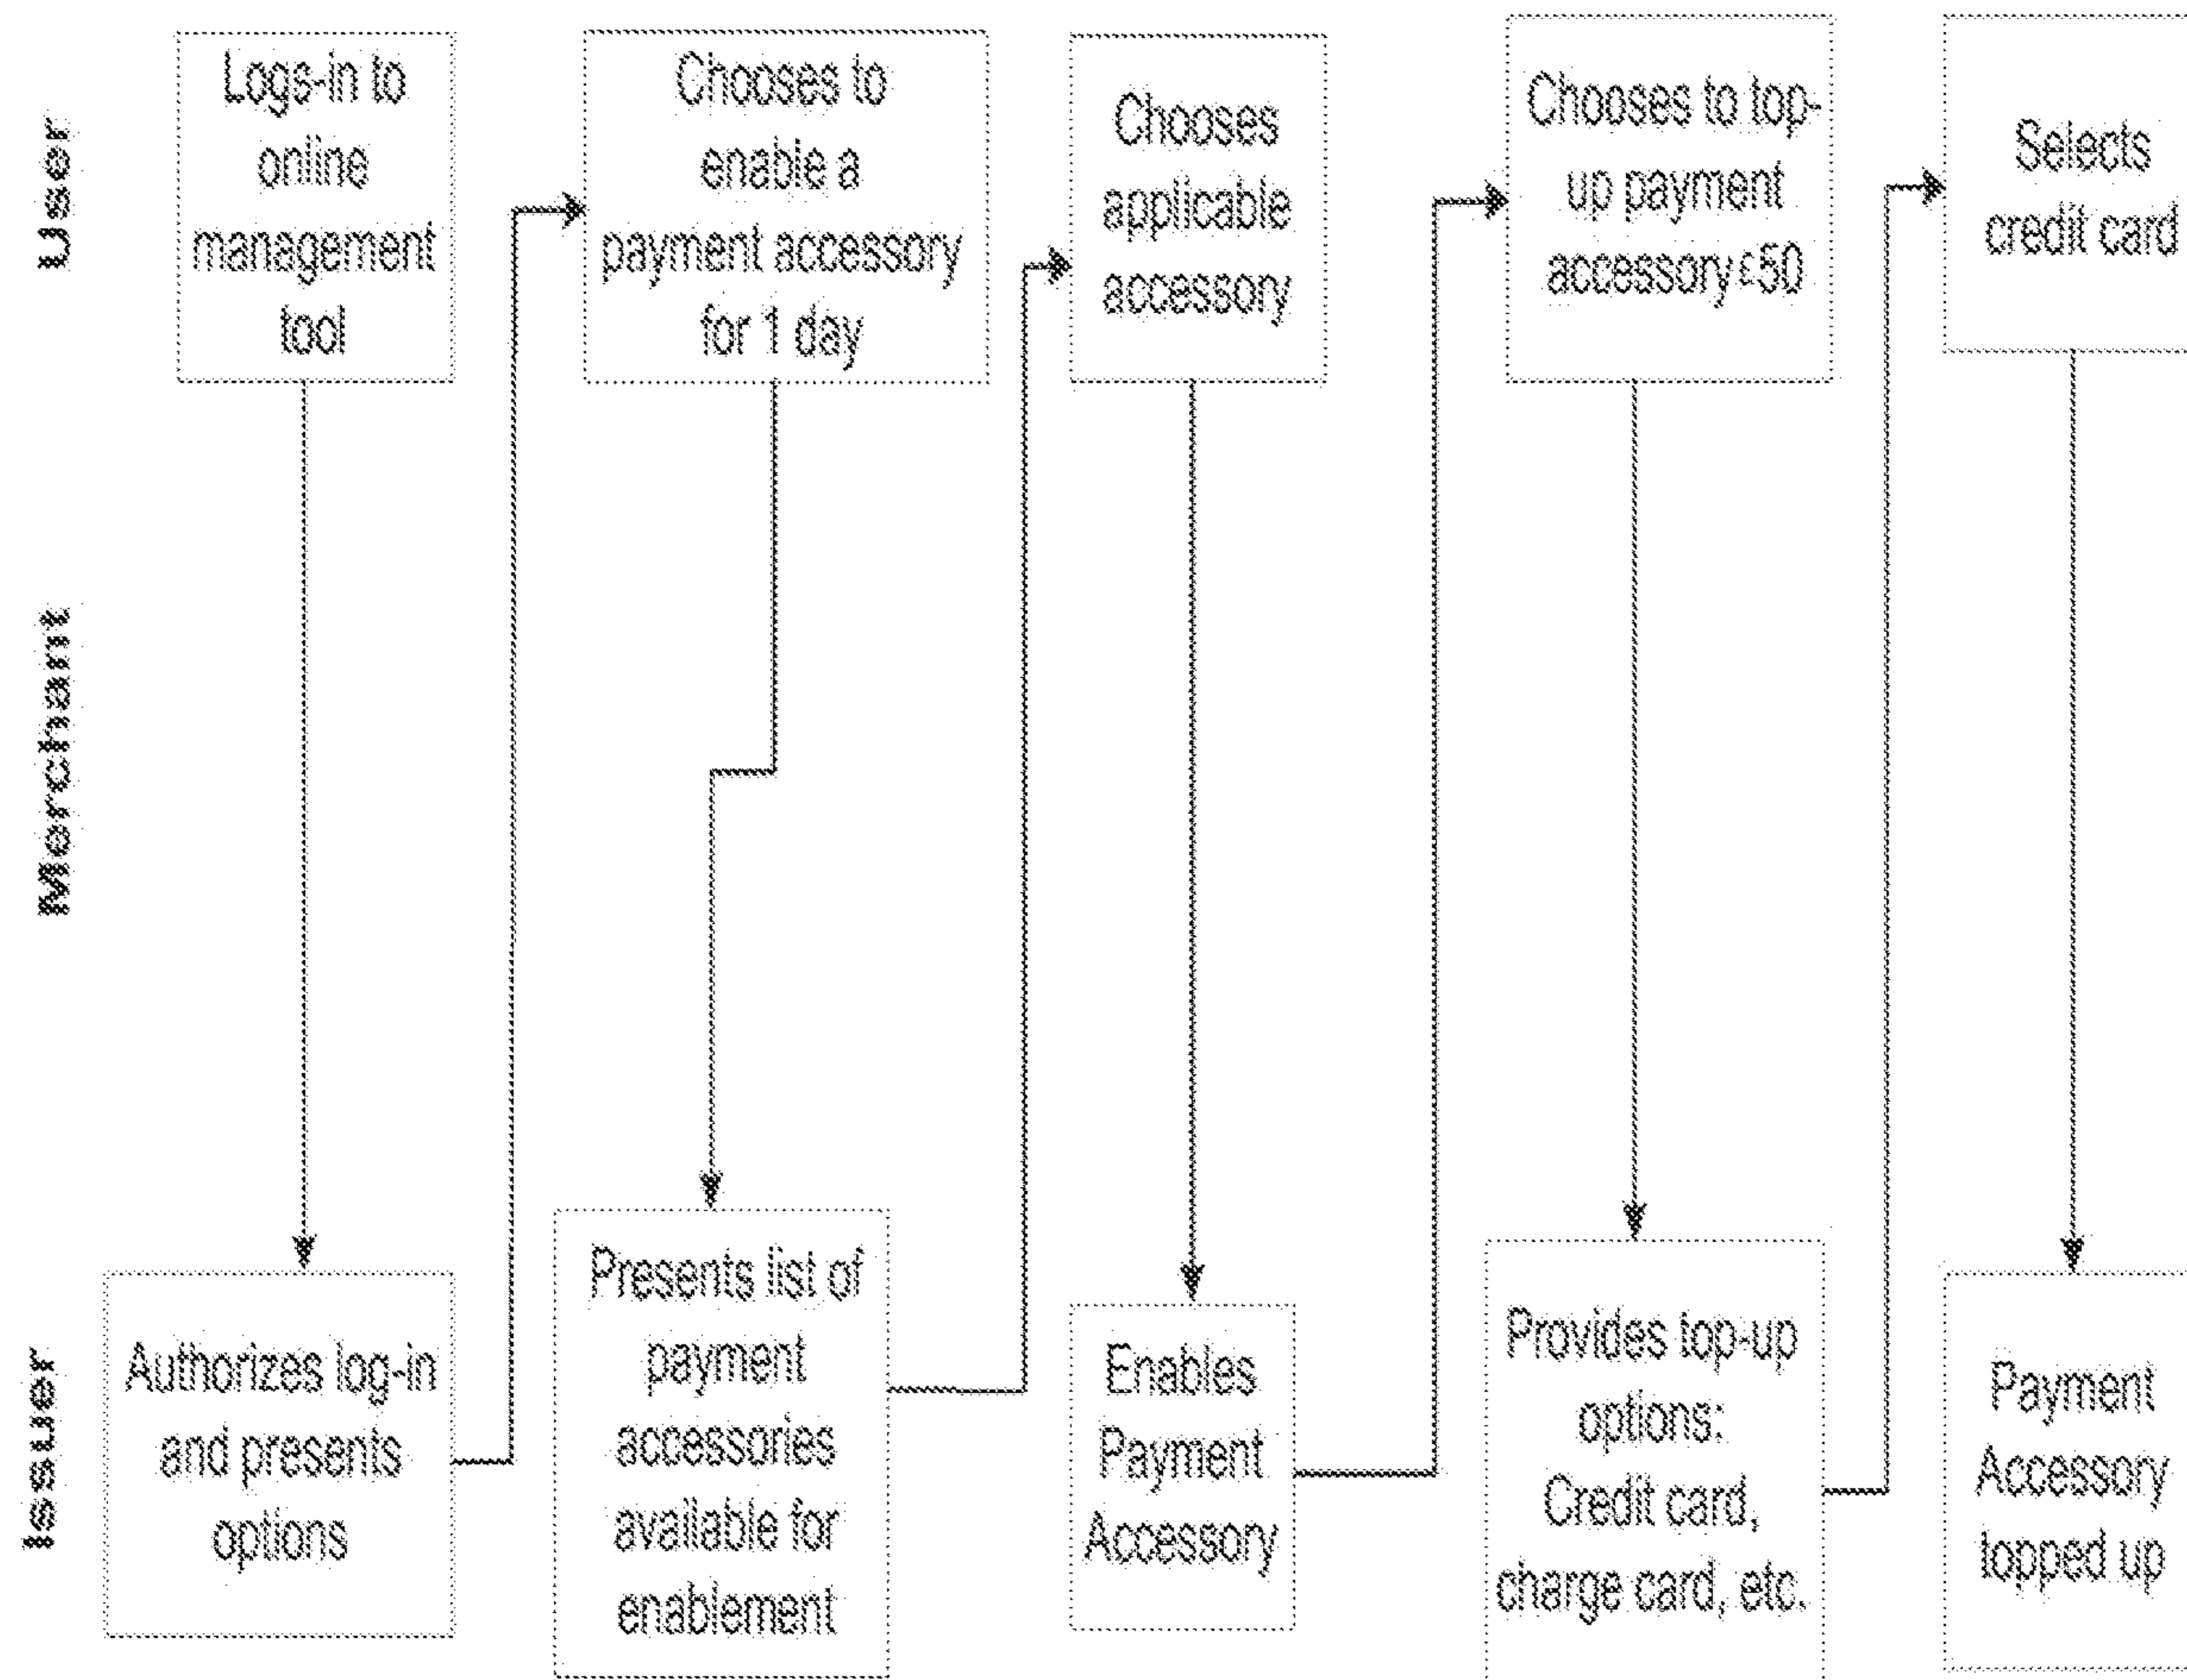 User
Logs-in to
online
management
tool
Chooses to
enable a
payment accessory
for 1 day
Chooses
applicable
accessory
Chooses to top-
up payment
accessory £50
Selects
credit card
Merchant
Issuer
Authorizes log-in
and presents
options
Presents list of
payment
accessories
available for
enablement
Enables
Payment
Accessory
Provides top-up
options:
Credit card,
charge card, etc.
Payment
Accessory
topped up